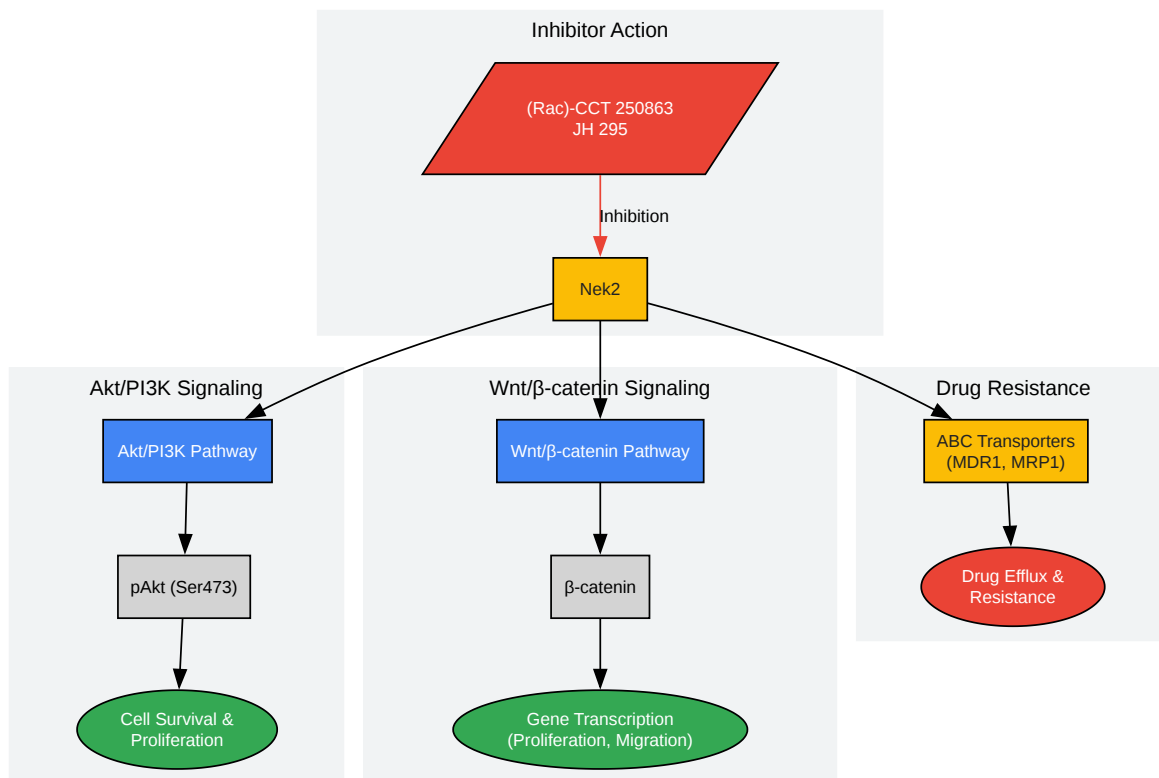 Inhibitor Action
(Rac)-CCT 250863
JH 295
Inhibition
Nek2
Akt/PI3K Signaling
Wnt/β-catenin Signaling
Drug Resistance
Akt/PI3K Pathway
Wnt/β-catenin Pathway
ABC Transporters
(MDR1, MRP1)
pAkt (Ser473)
β-catenin
Drug Efflux &
Resistance
Cell Survival &
Proliferation
Gene Transcription
(Proliferation, Migration)